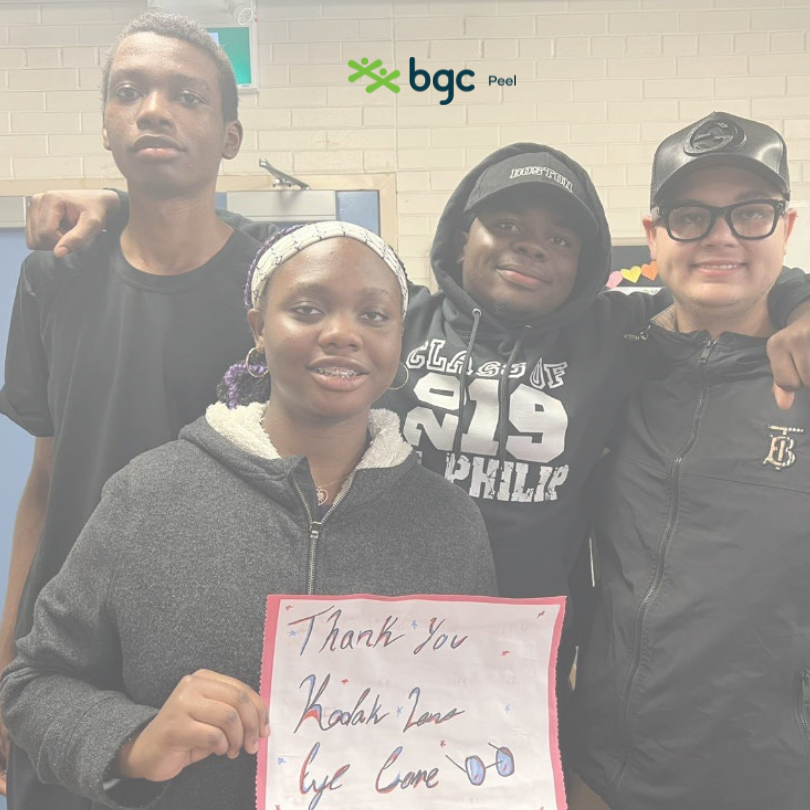 bgc Peel
BOSTON
CLASS OF
2019
PHILIP
Thank You
Kodak Lens
Eye Care